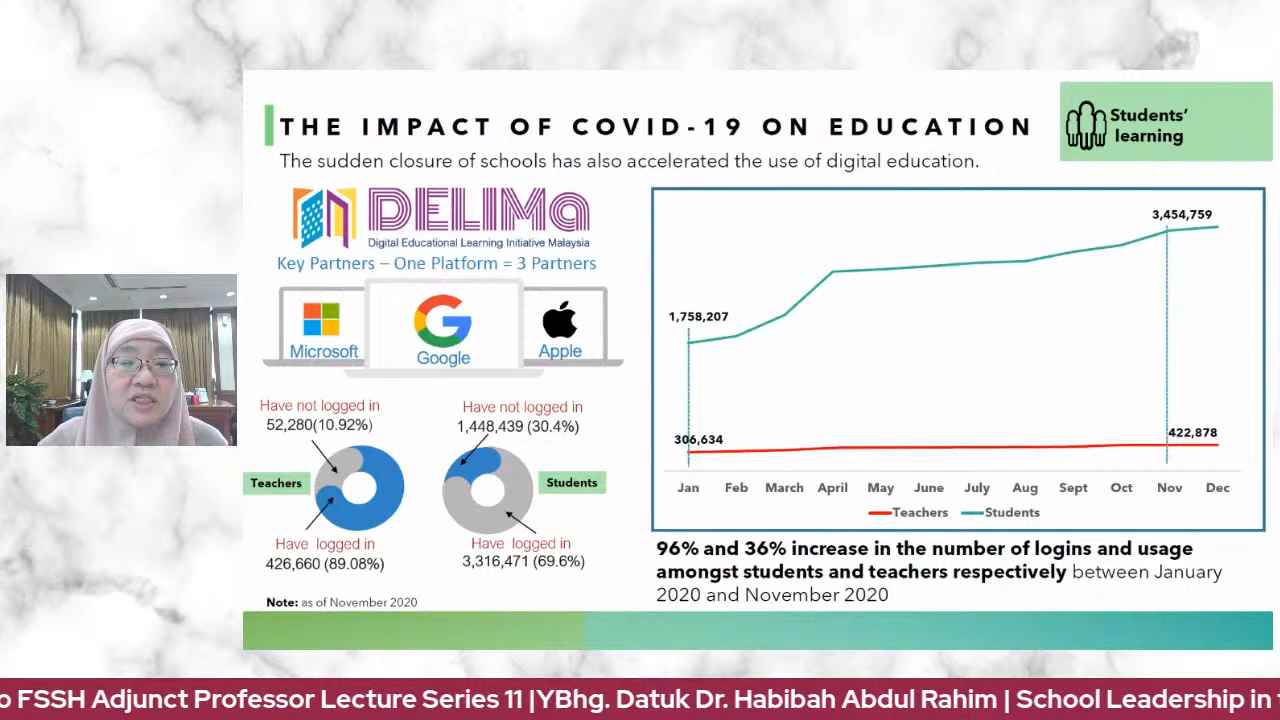 THE IMPACT OF COVID-19 ON EDUCATION
The sudden closure of schools has also accelerated the use of digital education.
Students'
learning
DELIMa
Digital Educational Learning Initiative Malaysia
Key Partners – One Platform = 3 Partners
Microsoft
Google
Apple
Have not logged in
52,280(10.92%)
Have not logged in
1,448,439 (30.4%)
Teachers
Students
Have logged in
426,660 (89.08%)
Have logged in
3,316,471 (69.6%)
Note: as of November 2020
3,454,759
1,758,207
306,634
422,878
Jan Feb March April May June July Aug Sept Oct Nov Dec
Teachers Students
96% and 36% increase in the number of logins and usage
amongst students and teachers respectively between January
2020 and November 2020
o FSSH Adjunct Professor Lecture Series 11 |YBhg. Datuk Dr. Habibah Abdul Rahim | School Leadership in